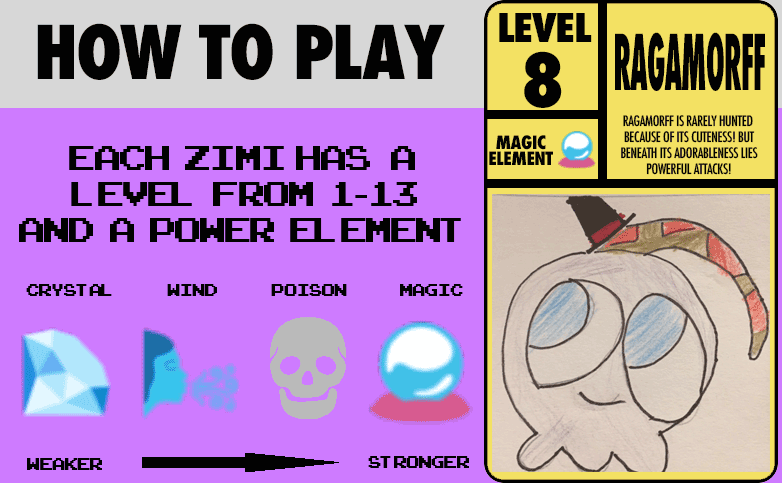 HOW TO PLAY
EACH ZIMI HAS A
LEVEL FROM 1-13
AND A POWER ELEMENT
CRYSTAL WIND POISON MAGIC
WEAKER STRONGER
LEVEL
8
MAGIC
ELEMENT
RAGAMORFF
RAGAMORFF IS RARELY HUNTED
BECAUSE OF ITS CUTENESS! BUT
BENEATH ITS ADORABLENESS LIES
POWERFUL ATTACKS!